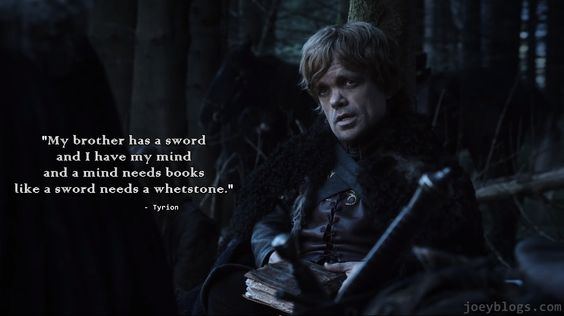 "My brother has a sword
and I have my mind
and a mind needs books
like a sword needs a whetstone."
- Tyrion
joeyblogs.com